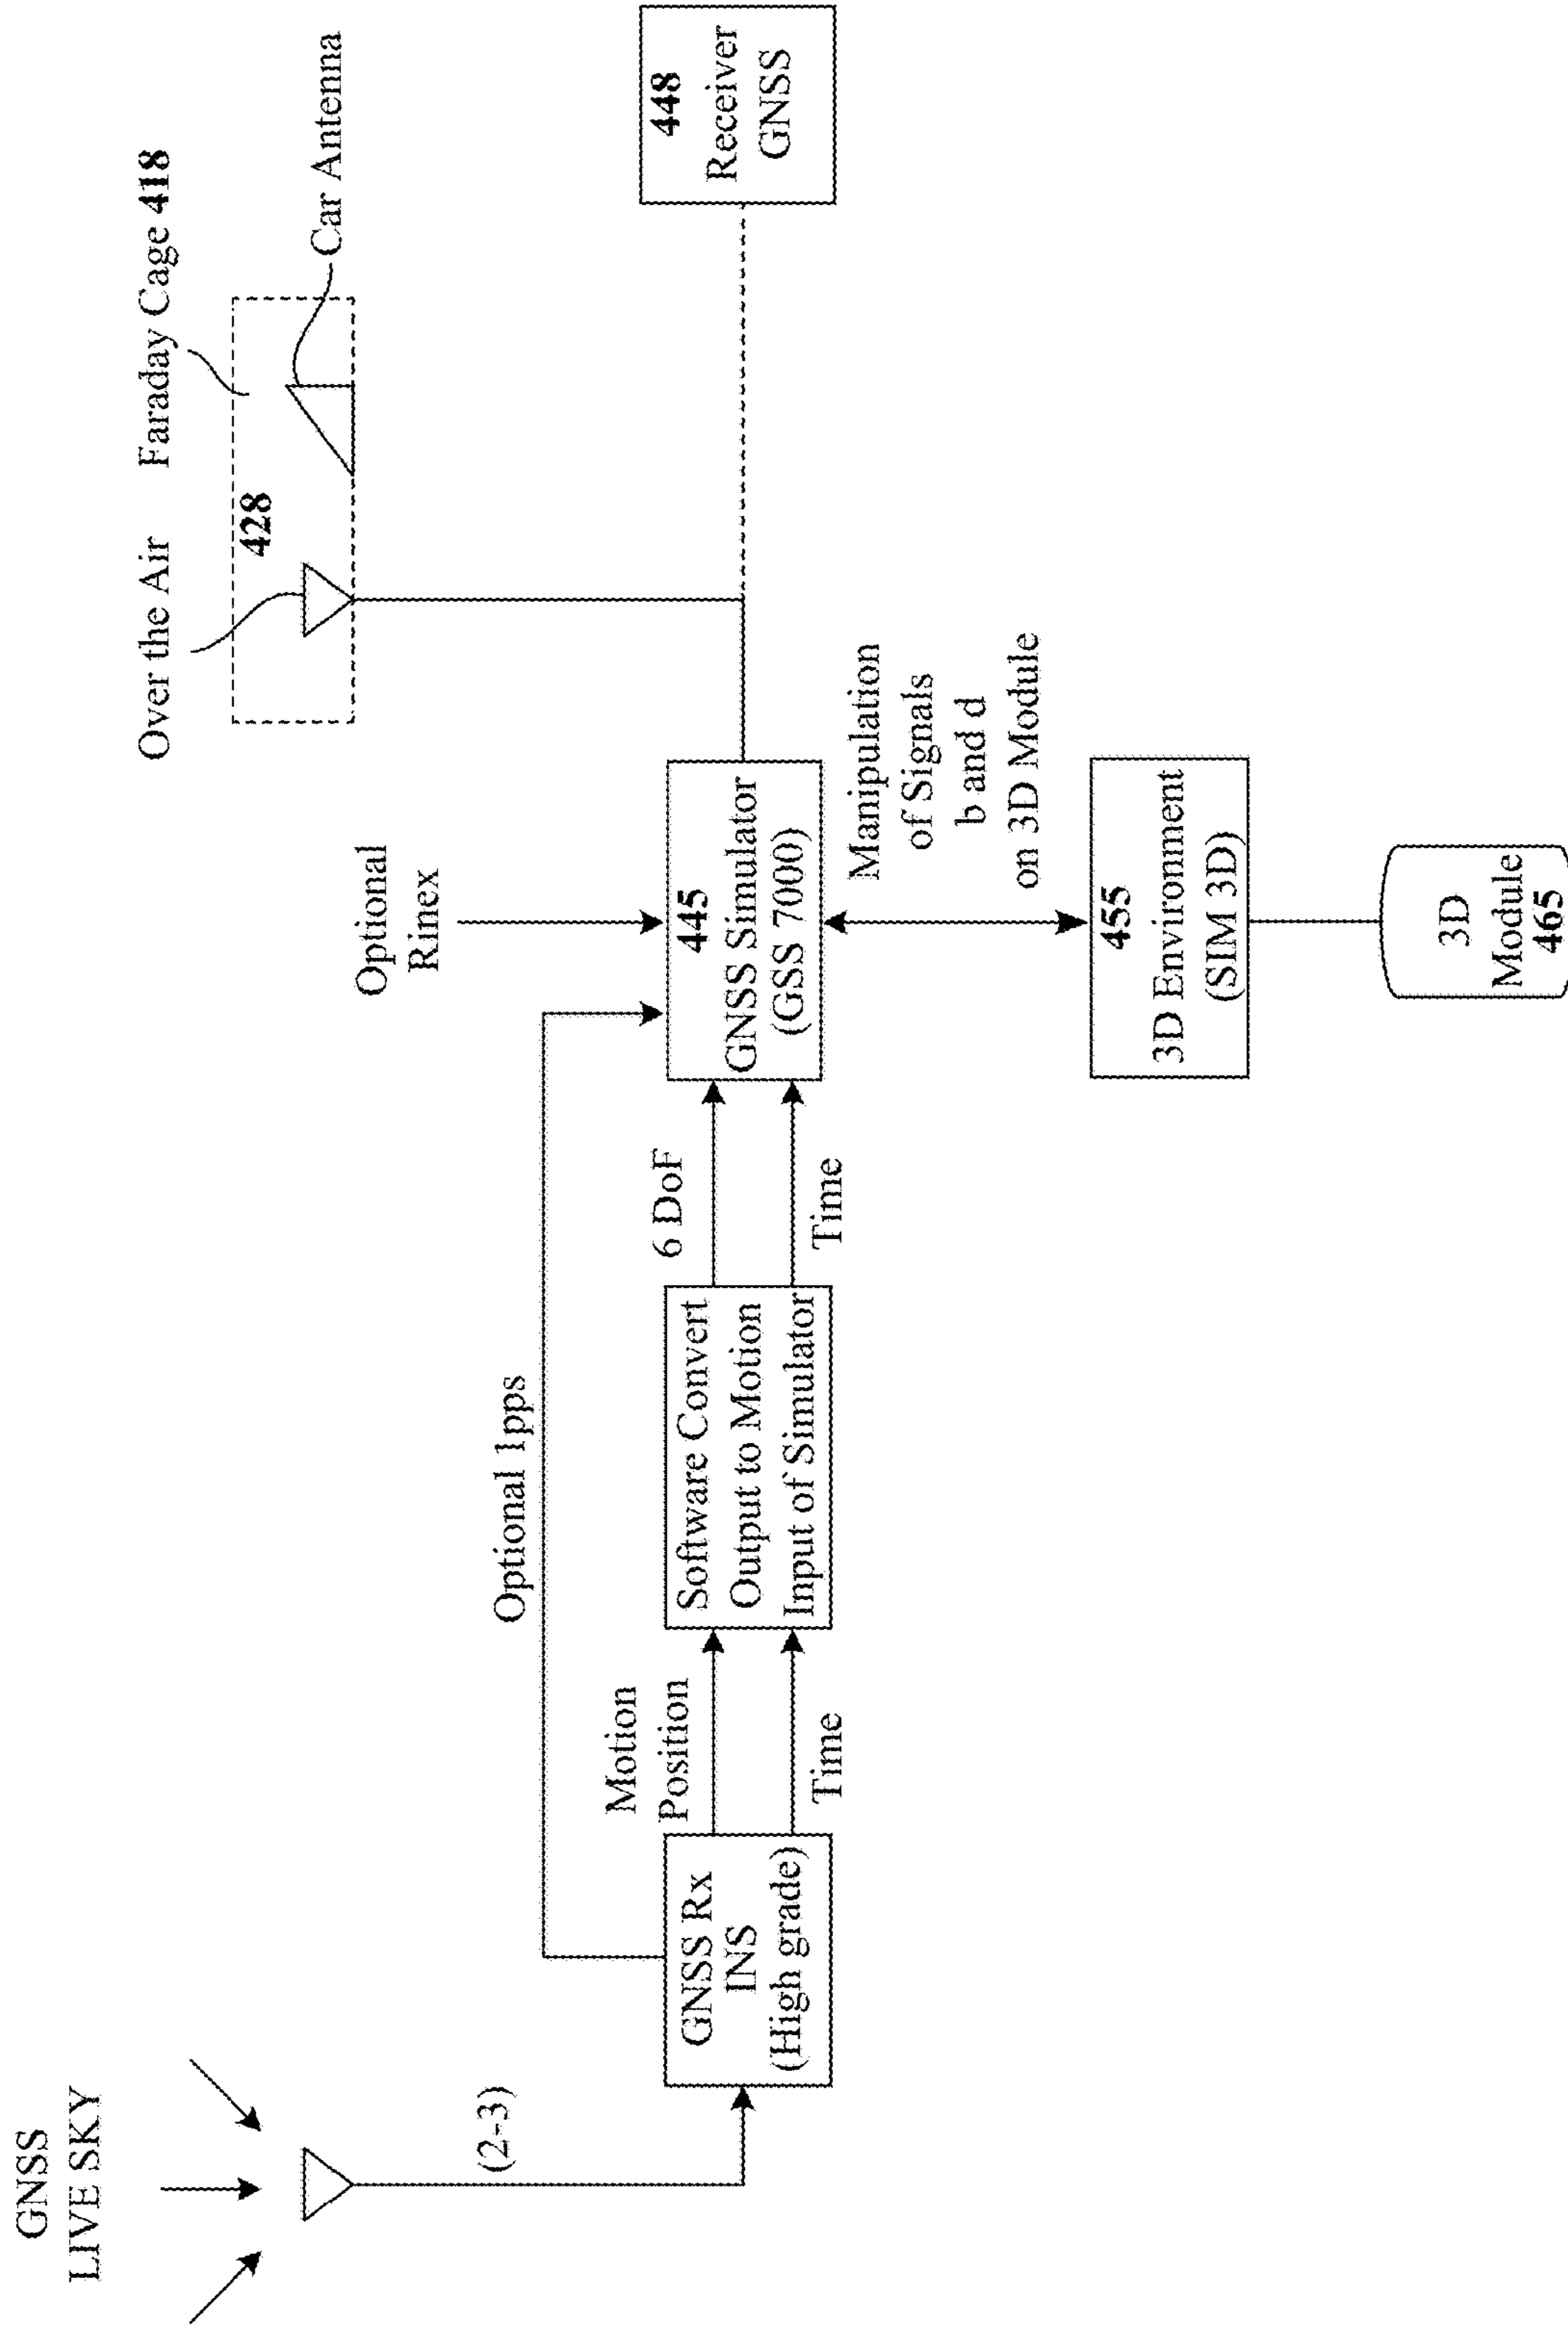 GNSS
LIVE SKY
(2-3)
GNSS Rx
INS
(High grade)
Motion
Position
Time
Optional 1pps
Software Convert
Output to Motion
Input of Simulator
6 DoF
Time
Optional
Rinex
445
GNSS Simulator
(GSS 7000)
Manipulation
of Signals
b and d
on 3D Module
455
3D Environment
(SIM 3D)
3D
Module
465
Over the Air
Faraday Cage 418
428
Car Antenna
448
Receiver
GNSS